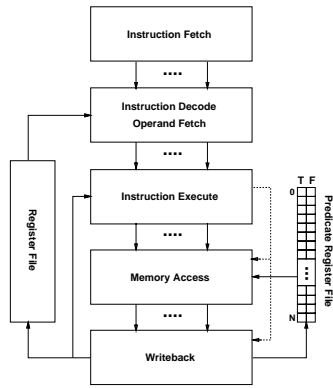 Instruction Fetch
Instruction Decode
Operand Fetch
Instruction Execute
Memory Access
Writeback
Register File
T F
0
N
Predicate Register File